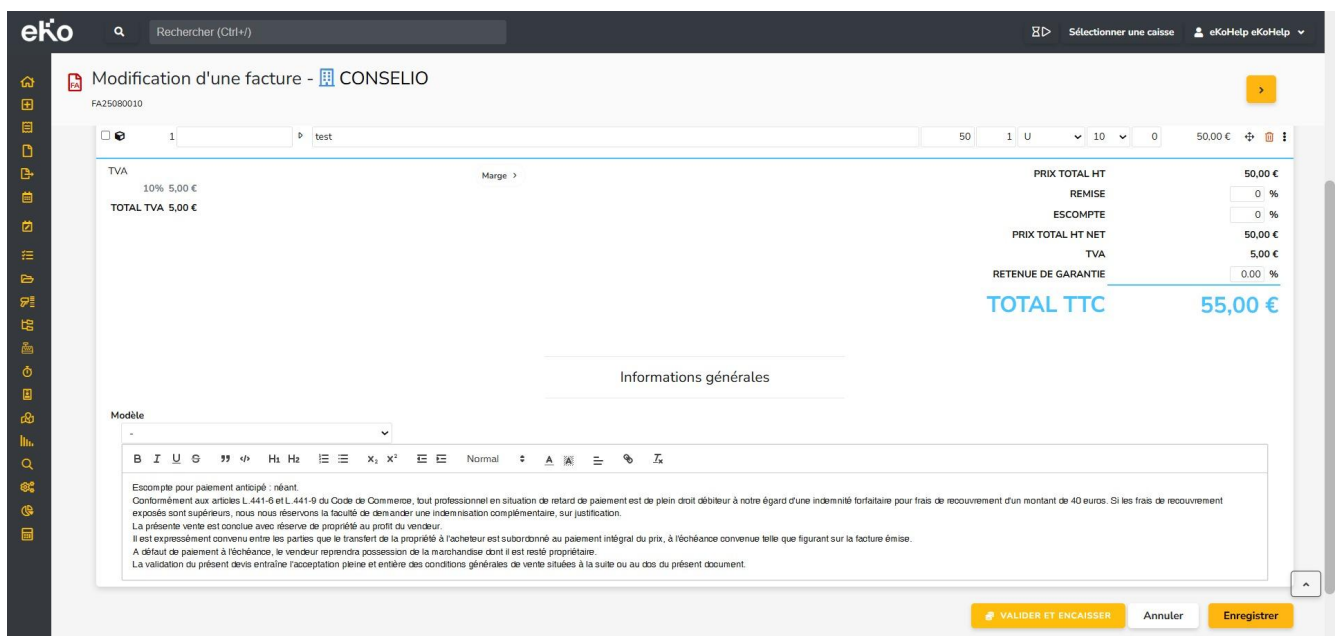 eko
Rechercher (Ctrl+/)
Sélectionner une caisse
eKoHelp eKoHelp
FA
Modification d'une facture - CONSELIO
FA25080010
1 test 50 1 U 10 0 50,00 €
TVA
10% 5,00 €
TOTAL TVA 5,00 €
Marge >
PRIX TOTAL HT 50,00 €
REMISE 0 %
ESCOMPTE 0 %
PRIX TOTAL HT NET 50,00 €
TVA 5,00 €
RETENUE DE GARANTIE 0.00 %
TOTAL TTC 55,00 €
Informations générales
Modèle
-
B I U S H1 H2 X2 X2 Normal A A Tx
Escompte pour paiement anticipé : néant.
Conformément aux articles L.441-6 et L.441-9 du Code de Commerce, tout professionnel en situation de retard de paiement est de plein droit débiteur à notre égard d'une indemnité forfaitaire pour frais de recouvrement d'un montant de 40 euros. Si les frais de recouvrement
exposés sont supérieurs, nous nous réservons la faculté de demander une indemnisation complémentaire, sur justification.
La présente vente est conclue avec réserve de propriété au profit du vendeur.
Il est expressément convenu entre les parties que le transfert de la propriété à l'acheteur est subordonné au paiement intégral du prix, à l'échéance convenue telle que figurant sur la facture émise.
A défaut de paiement à l'échéance, le vendeur reprendra possession de la marchandise dont il est resté propriétaire.
La validation du présent devis entraîne l'acceptation pleine et entière des conditions générales de vente situées à la suite ou au dos du présent document.
VALIDER ET ENCAISSER
Annuler
Enregistrer